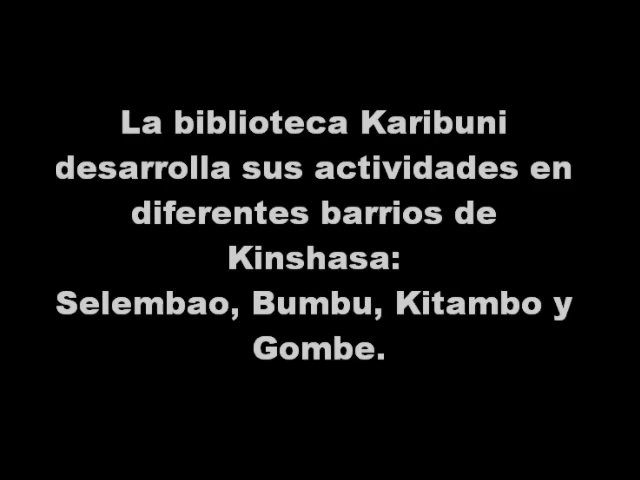 La biblioteca Karibuni
desarrolla sus actividades en
diferentes barrios de
Kinshasa:
Selembao, Bumbu, Kitambo y
Gombe.